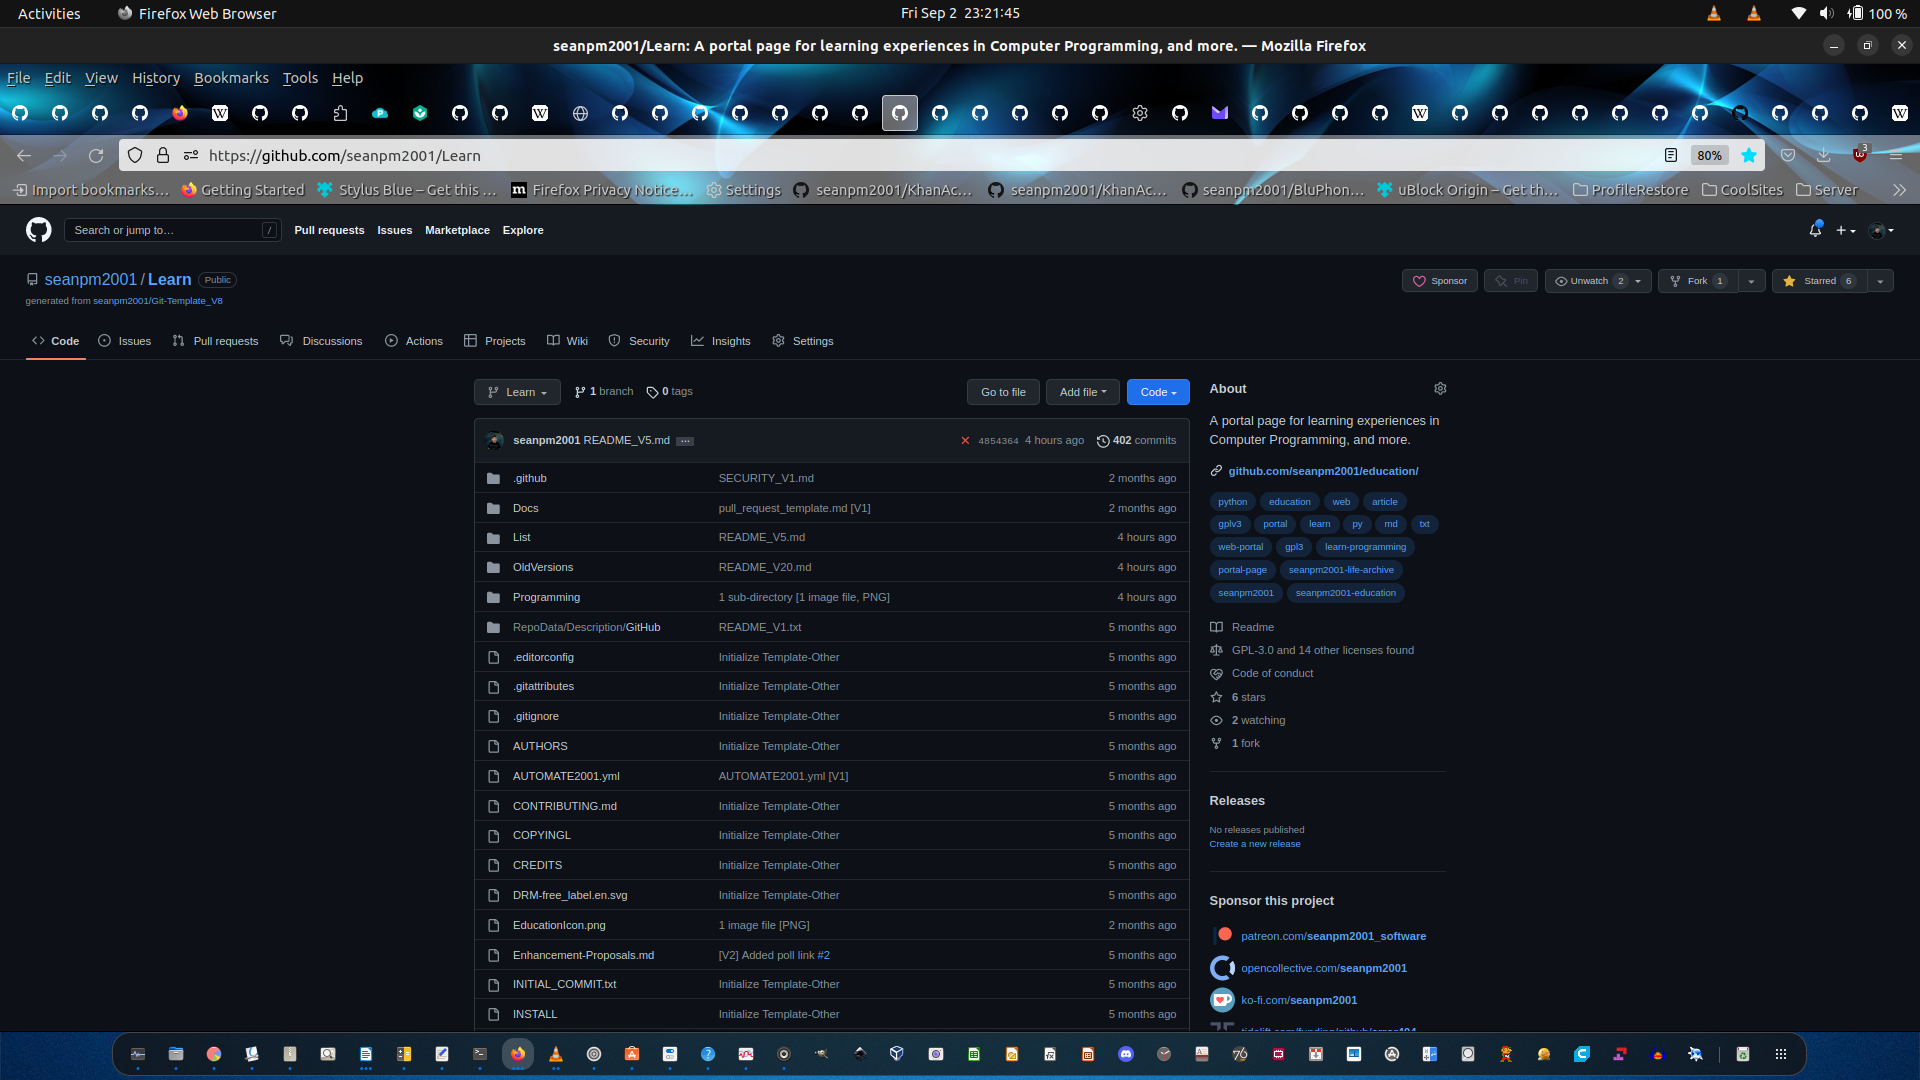 Activities
Firefox Web Browser
Fri Sep 2 23:21:45
100 %
seanpm2001/Learn: A portal page for learning experiences in Computer Programming, and more. — Mozilla Firefox
File Edit View History Bookmarks Tools Help
https://github.com/seanpm2001/Learn
80%
3
Import bookmarks…
Getting Started
Stylus Blue – Get this …
Firefox Privacy Notice…
Settings
seanpm2001/KhanAc…
seanpm2001/KhanAc…
seanpm2001/BluPhon…
uBlock Origin – Get th…
ProfileRestore
CoolSites
Server
Search or jump to…
/
Pull requests
Issues
Marketplace
Explore
seanpm2001 / Learn
Public
generated from seanpm2001/Git-Template_V8
Sponsor
Pin
Unwatch 2
Fork 1
Starred 6
Code
Issues
Pull requests
Discussions
Actions
Projects
Wiki
Security
Insights
Settings
Learn
1 branch
0 tags
Go to file
Add file
Code
seanpm2001 README_V5.md …
4854364 4 hours ago
402 commits
.github SECURITY_V1.md 2 months ago
Docs pull_request_template.md [V1] 2 months ago
List README_V5.md 4 hours ago
OldVersions README_V20.md 4 hours ago
Programming 1 sub-directory [1 image file, PNG] 4 hours ago
RepoData/Description/GitHub README_V1.txt 5 months ago
.editorconfig Initialize Template-Other 5 months ago
.gitattributes Initialize Template-Other 5 months ago
.gitignore Initialize Template-Other 5 months ago
AUTHORS Initialize Template-Other 5 months ago
AUTOMATE2001.yml AUTOMATE2001.yml [V1] 5 months ago
CONTRIBUTING.md Initialize Template-Other 5 months ago
COPYINGL Initialize Template-Other 5 months ago
CREDITS Initialize Template-Other 5 months ago
DRM-free_label.en.svg Initialize Template-Other 5 months ago
EducationIcon.png 1 image file [PNG] 2 months ago
Enhancement-Proposals.md [V2] Added poll link #2 5 months ago
INITIAL_COMMIT.txt Initialize Template-Other 5 months ago
INSTALL Initialize Template-Other 5 months ago
About
A portal page for learning experiences in
Computer Programming, and more.
github.com/seanpm2001/education/
python education web article
gplv3 portal learn py md txt
web-portal gpl3 learn-programming
portal-page seanpm2001-life-archive
seanpm2001 seanpm2001-education
Readme
GPL-3.0 and 14 other licenses found
Code of conduct
6 stars
2 watching
1 fork
Releases
No releases published
Create a new release
Sponsor this project
patreon.com/seanpm2001_software
opencollective.com/seanpm2001
ko-fi.com/seanpm2001
tidelift.com/funding/github/error404